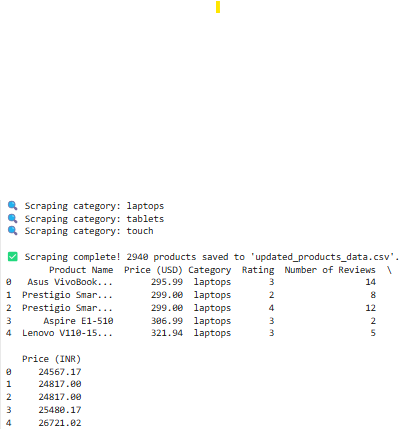 🔍 Scraping category: laptops
🔍 Scraping category: tablets
🔍 Scraping category: touch
✅ Scraping complete! 2940 products saved to 'updated_products_data.csv'.
Product Name  Price (USD) Category  Rating  Number of Reviews  \
0   Asus VivoBook...       295.99  laptops       3                 14
1  Prestigio Smar...       299.00  laptops       2                  8
2  Prestigio Smar...       299.00  laptops       4                 12
3     Aspire E1-510       306.99  laptops       3                  2
4  Lenovo V110-15...       321.94  laptops       3                  5
Price (INR)
0     24567.17
1     24817.00
2     24817.00
3     25480.17
4     26721.02